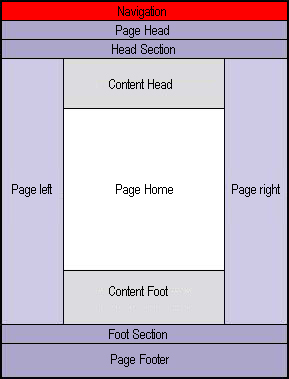 Navigation
Page Head
Head Section
Content Head
Page left
Page Home
Page right
Content Foot
Foot Section
Page Footer